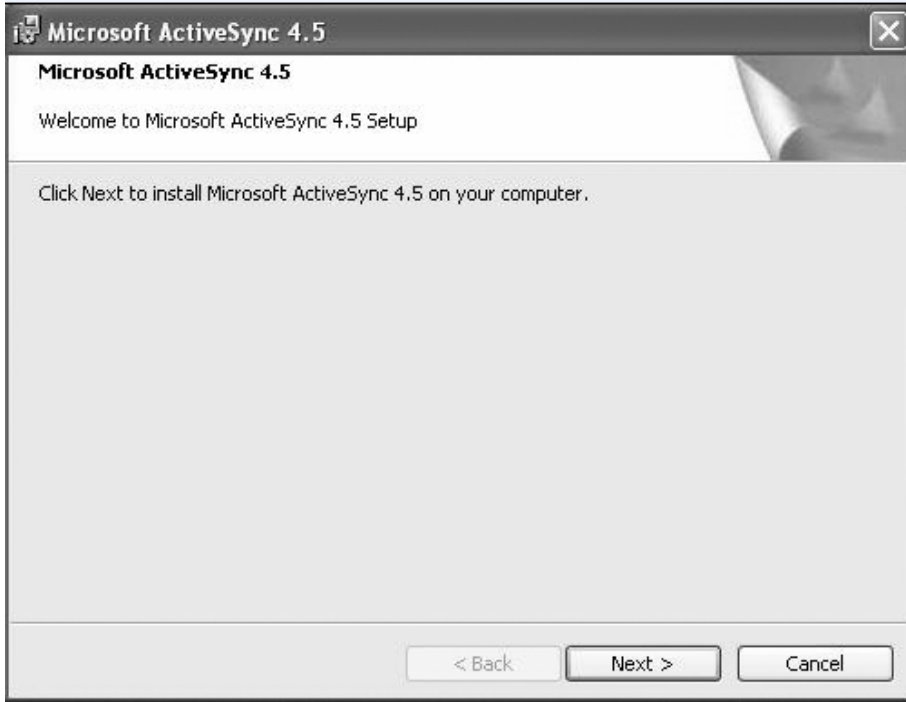 Microsoft ActiveSync 4.5
Microsoft ActiveSync 4.5
Welcome to Microsoft ActiveSync 4.5 Setup
Click Next to install Microsoft ActiveSync 4.5 on your computer.
< Back Next > Cancel